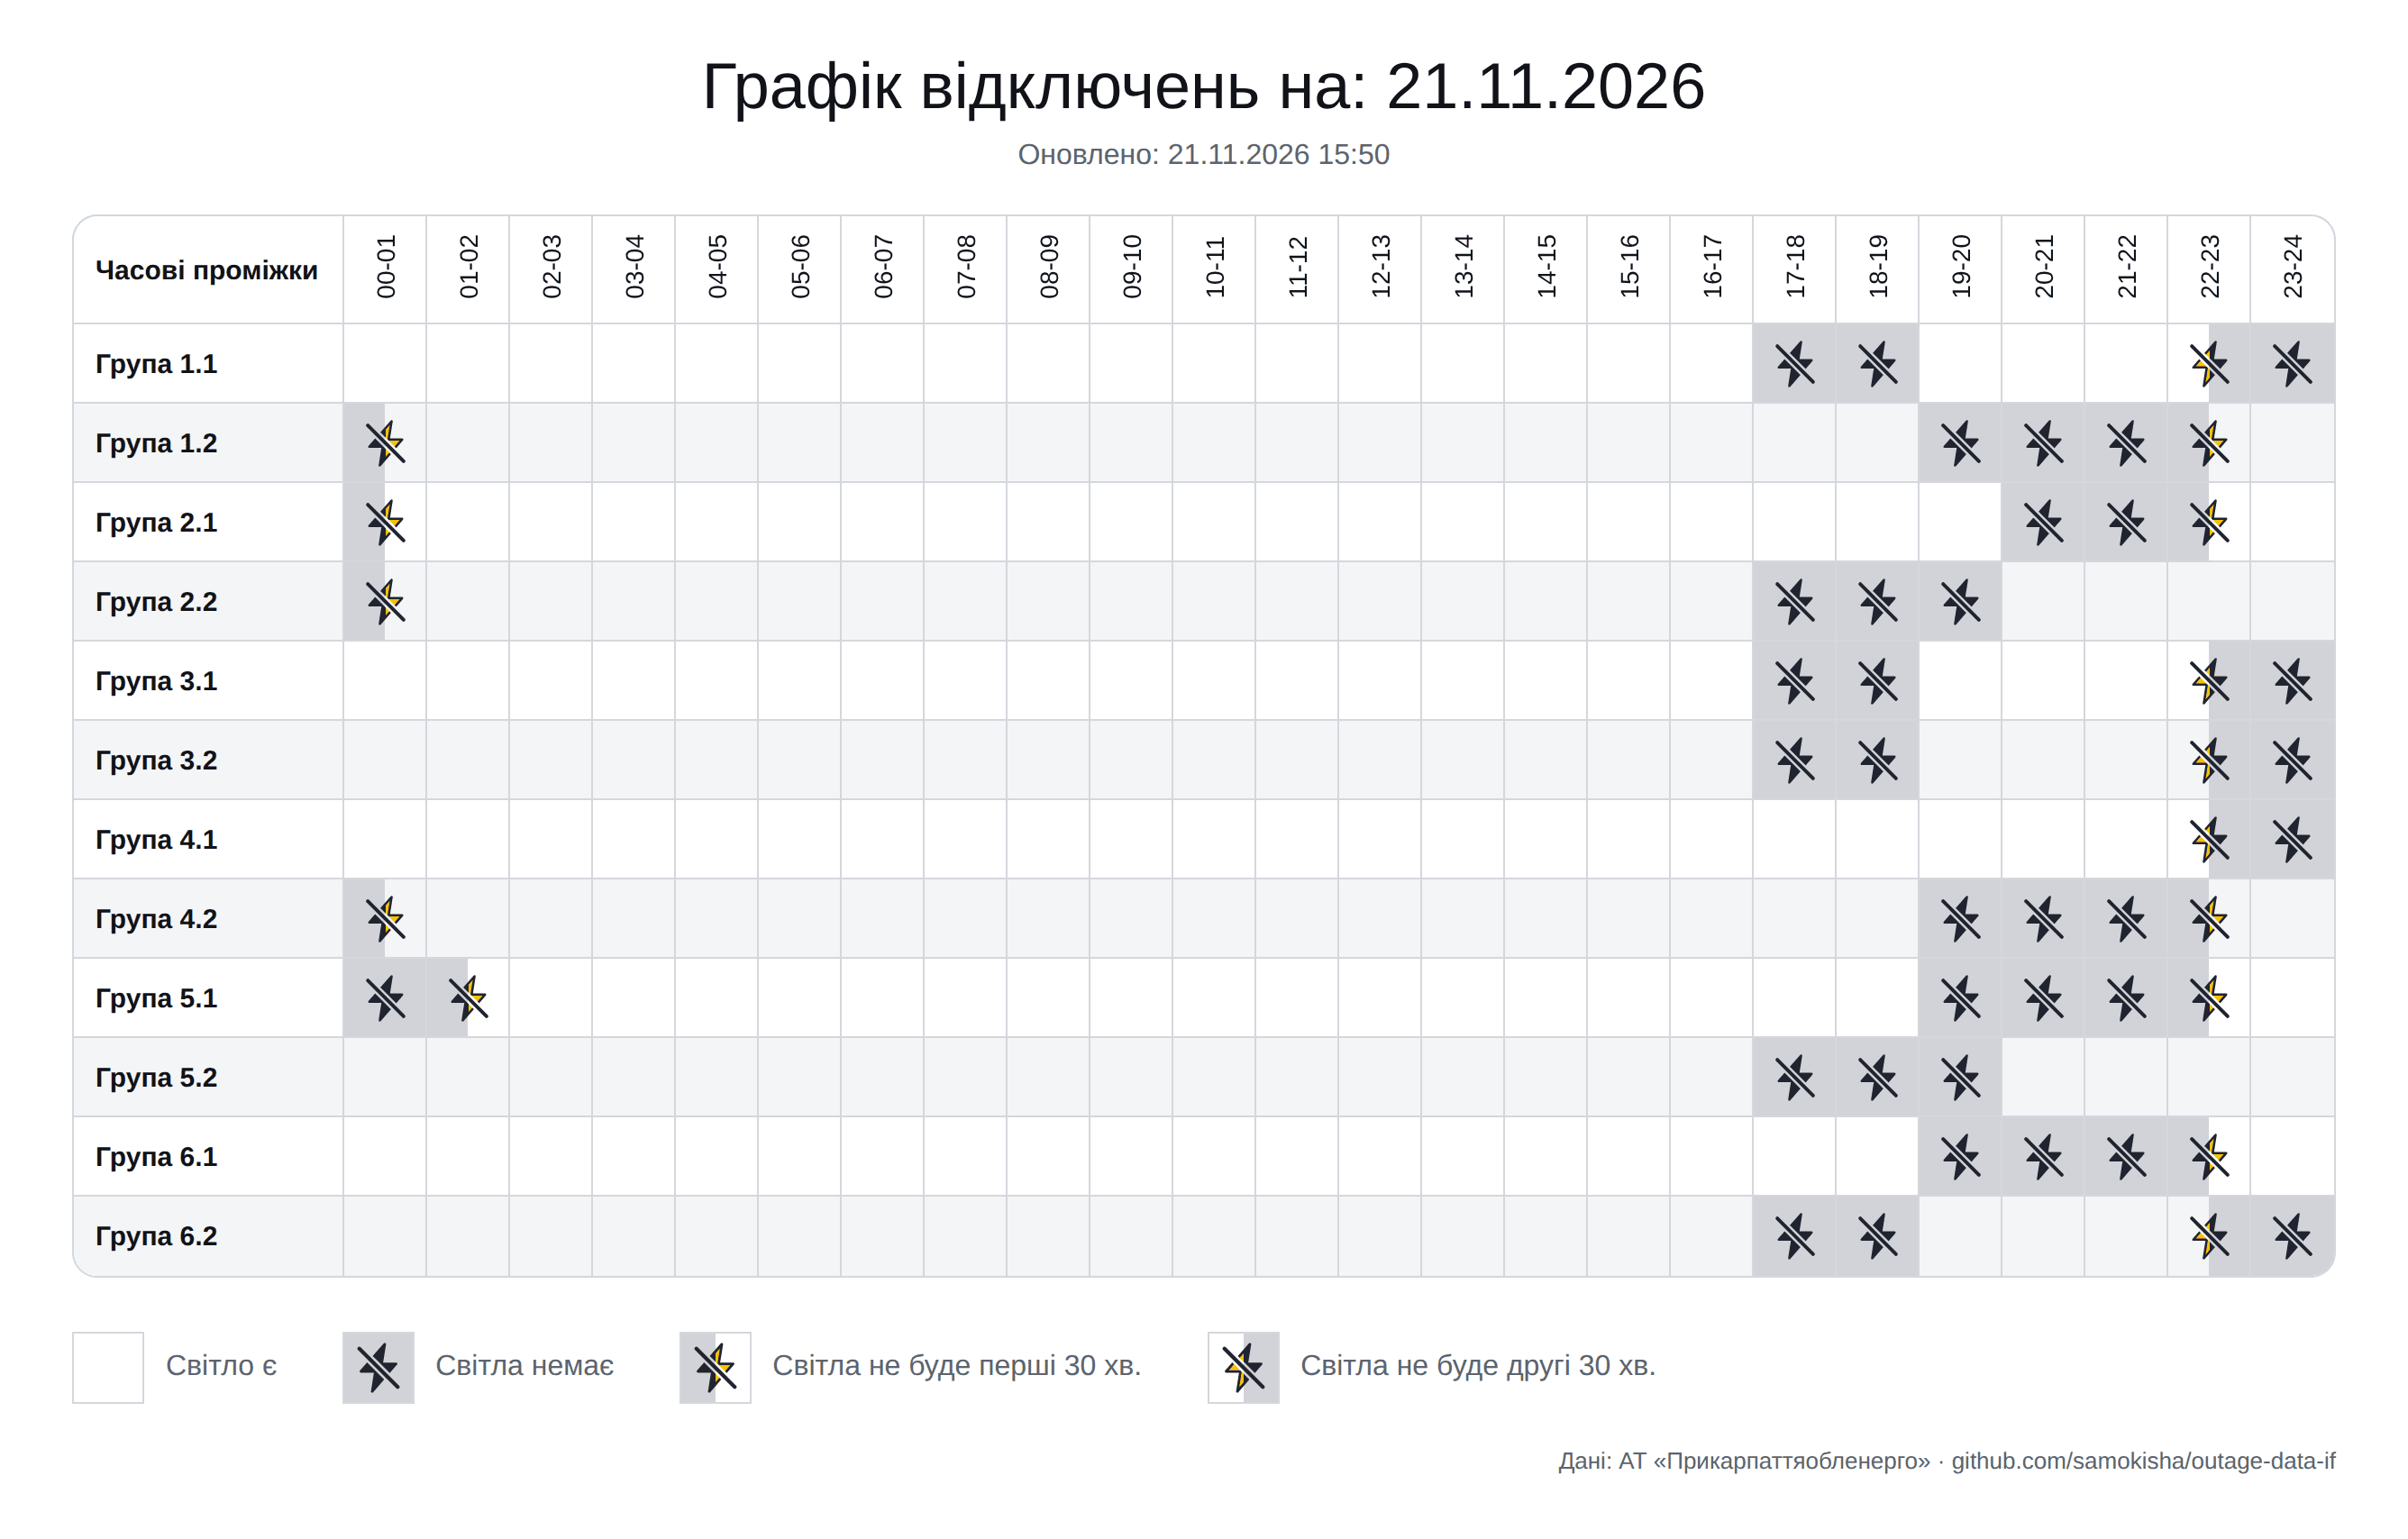 Графік відключень на: 21.11.2026
Оновлено: 21.11.2026 15:50
Часові проміжки 00-01 01-02 02-03 03-04 04-05 05-06 06-07 07-08 08-09 09-10 10-11 11-12 12-13 13-14 14-15 15-16 16-17 17-18 18-19 19-20 20-21 21-22 22-23 23-24
Група 1.1
Група 1.2
Група 2.1
Група 2.2
Група 3.1
Група 3.2
Група 4.1
Група 4.2
Група 5.1
Група 5.2
Група 6.1
Група 6.2
Світло є Світла немає Світла не буде перші 30 хв. Світла не буде другі 30 хв.
Дані: АТ «Прикарпаттяобленерго» · github.com/samokisha/outage-data-if